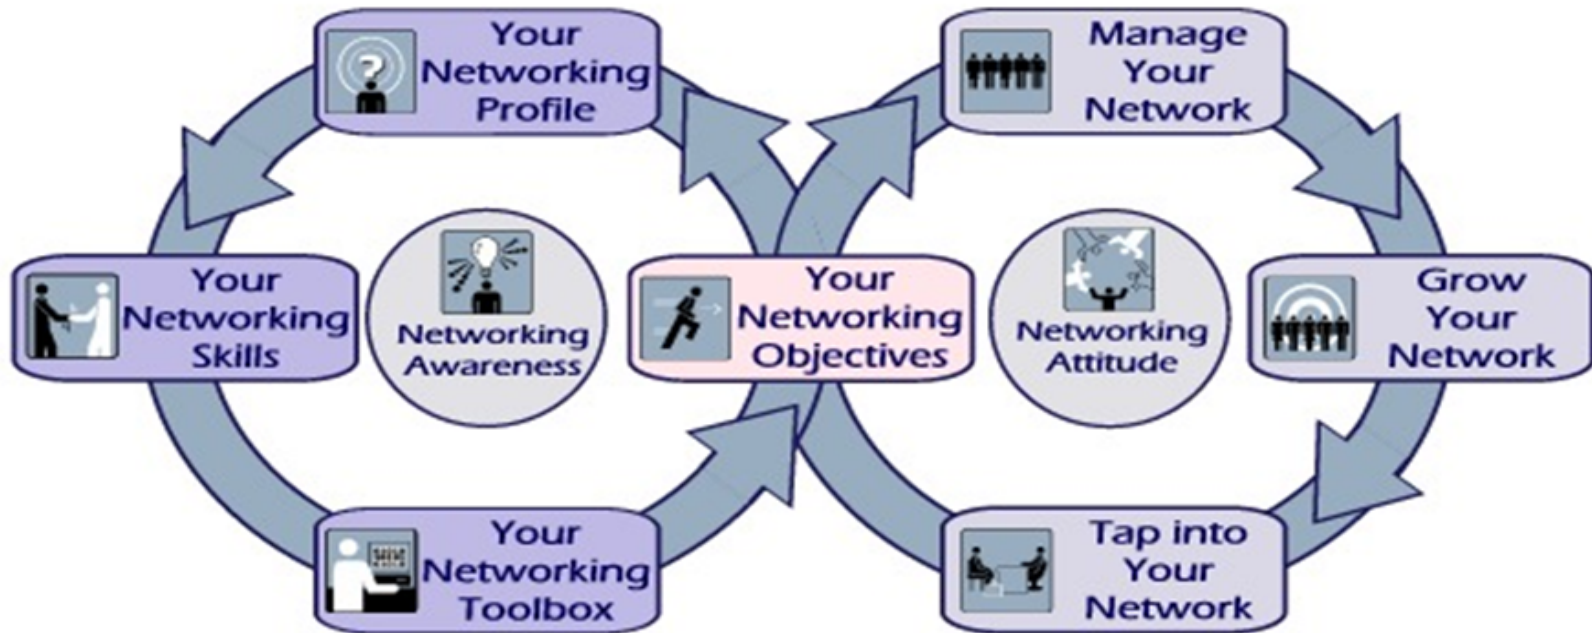 Your
Networking
Profile
Manage
Your
Network
Your
Networking
Skills
Networking
Awareness
Your
Networking
Objectives
Networking
Attitude
Grow
Your
Network
Your
Networking
Toolbox
Tap into
Your
Network